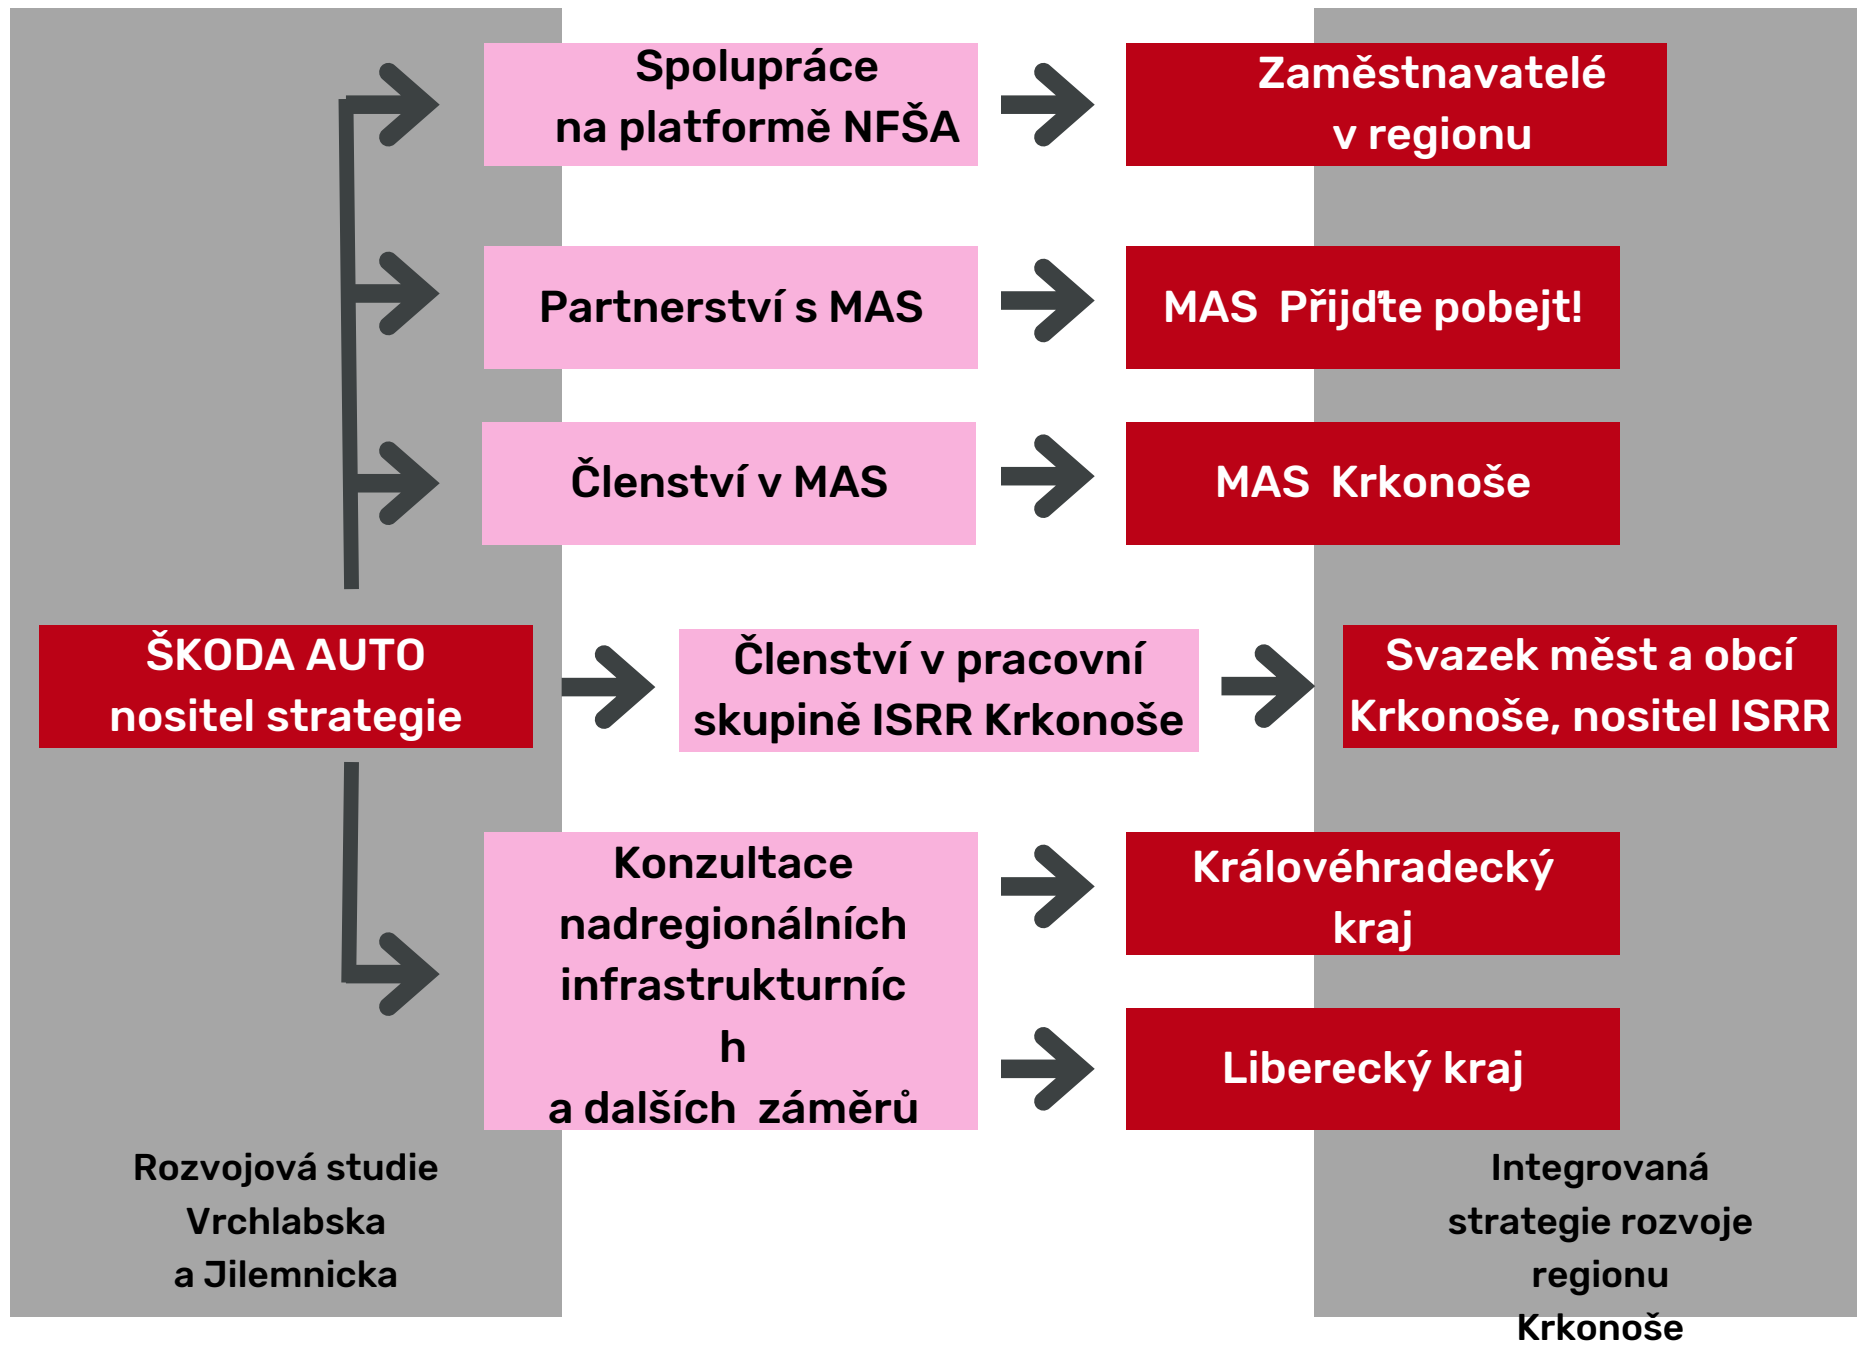 Spolupráce
na platformě NFŠA
Zaměstnavatelé
v regionu
Partnerství s MAS
MAS  Přijďte pobejt!
Členství v MAS
MAS  Krkonoše
ŠKODA AUTO
nositel strategie
Členství v pracovní
skupině ISRR Krkonoše
Svazek měst a obcí
Krkonoše, nositel ISRR
Konzultace
nadregionálních
infrastrukturníc
h
a dalších  záměrů
Královéhradecký
kraj
Liberecký kraj
Rozvojová studie
Vrchlabska
a Jilemnicka
Integrovaná
strategie rozvoje
regionu
Krkonoše